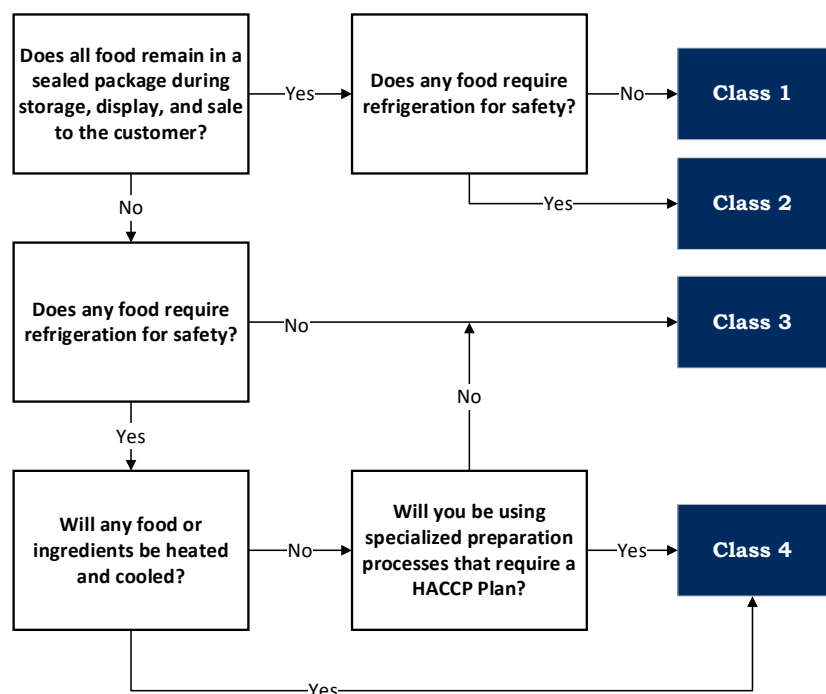 Does all food remain in a
sealed package during
storage, display, and sale
to the customer?
Yes
Does any food require
refrigeration for safety?
No
Class 1
Yes
Class 2
No
Does any food require
refrigeration for safety?
No
Class 3
No
Yes
Will any food or
ingredients be heated
and cooled?
No
Will you be using
specialized preparation
processes that require a
HACCP Plan?
Yes
Class 4
Yes